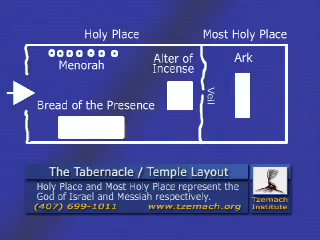 Holy Place
Most Holy Place
Menorah
Alter of
Incense
Ark
Veil
Bread of the Presence
The Tabernacle / Temple Layout
Holy Place and Most Holy Place represent the
God of Israel and Messiah respectively.
(407) 699-1011 www.tzemach.org
Tzemach
Institute